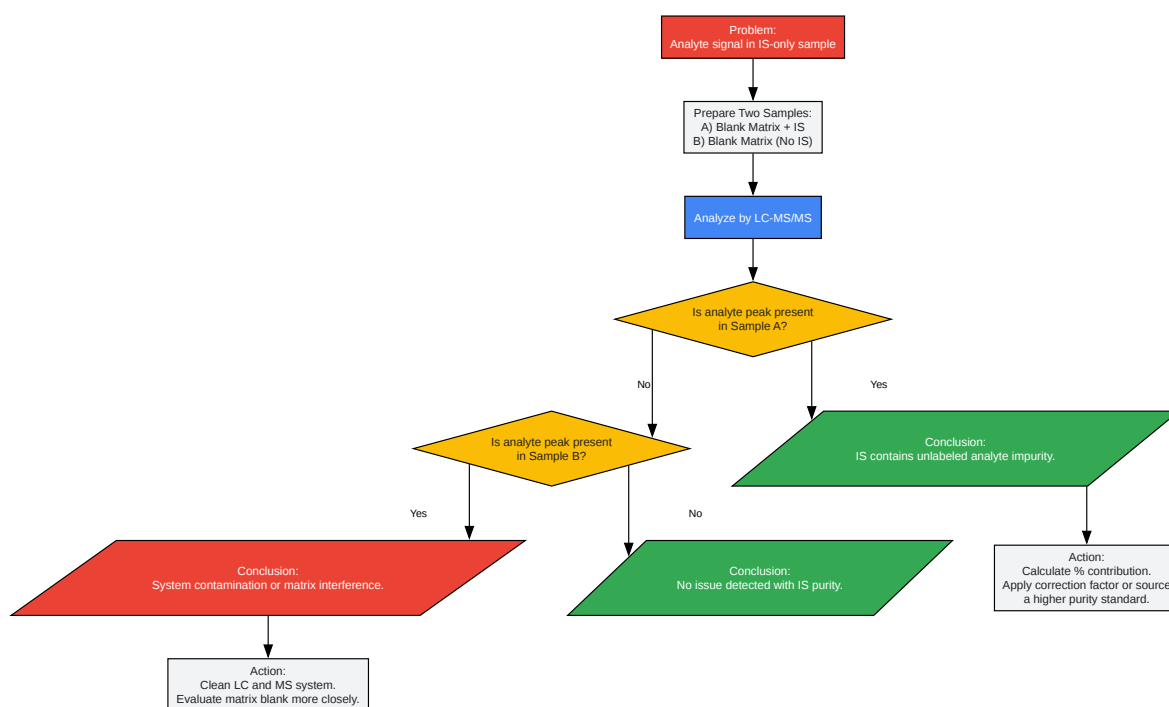 Problem:
Analyte signal in IS-only sample
Prepare Two Samples:
A) Blank Matrix + IS
B) Blank Matrix (No IS)
Analyze by LC-MS/MS
Is analyte peak present
in Sample A?
No
Yes
Is analyte peak present
in Sample B?
Conclusion:
IS contains unlabeled analyte impurity.
Yes
No
Conclusion:
System contamination or matrix interference.
Conclusion:
No issue detected with IS purity.
Action:
Calculate % contribution.
Apply correction factor or source
a higher purity standard.
Action:
Clean LC and MS system.
Evaluate matrix blank more closely.